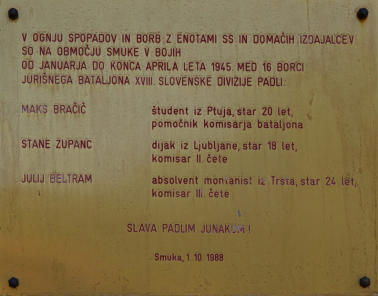 V OGNJU SPOPADOV IN BORB Z ENOTAMI SS IN DOMAČIH IZDAJALCEV
SO NA OBMOČJU SMUKE V BOJIH
OD JANUARJA DO KONCA APRILA LETA 1945. MED 16 BORCI
JURIŠNEGA BATALJONA XVIII. SLOVENSKE DIVIZIJE PADLI:
MAKS BRAČIČ študent iz Ptuja, star 20 let,
pomočnik komisarja bataljona
STANE ŽUPANC dijak iz Ljubljane, star 18 let,
komisar II. čete
JULIJ BELTRAM absolvent montanist iz Trsta, star 24 let,
komisar III. čete
SLAVA PADLIM JUNAKOM!
Smuka, 1. 10. 1988